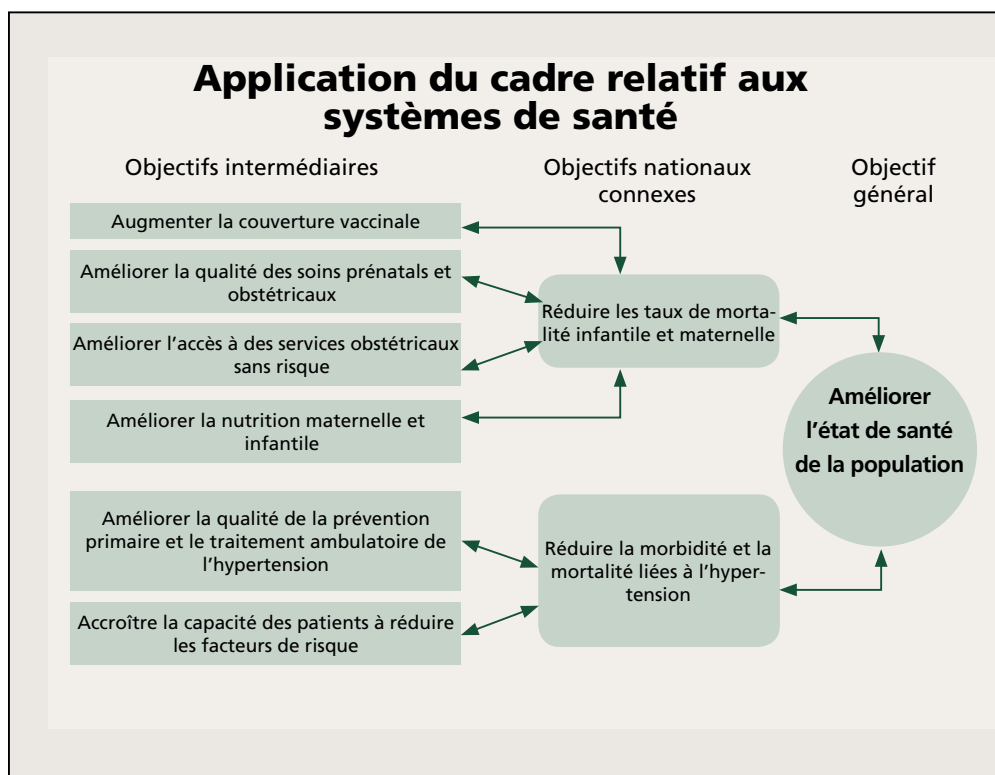 Application du cadre relatif aux
systèmes de santé
Objectifs intermédiaires
Objectifs nationaux
connexes
Objectif
général
Augmenter la couverture vaccinale
Améliorer la qualité des soins prénatals et
obstétricaux
Améliorer l'accès à des services obstétricaux
sans risque
Améliorer la nutrition maternelle et
infantile
Améliorer la qualité de la prévention
primaire et le traitement ambulatoire de
l'hypertension
Accroître la capacité des patients à réduire
les facteurs de risque
Réduire les taux de morta-
lité infantile et maternelle
Réduire la morbidité et la
mortalité liées à l'hyper-
tension
Améliorer
l'état de santé
de la population